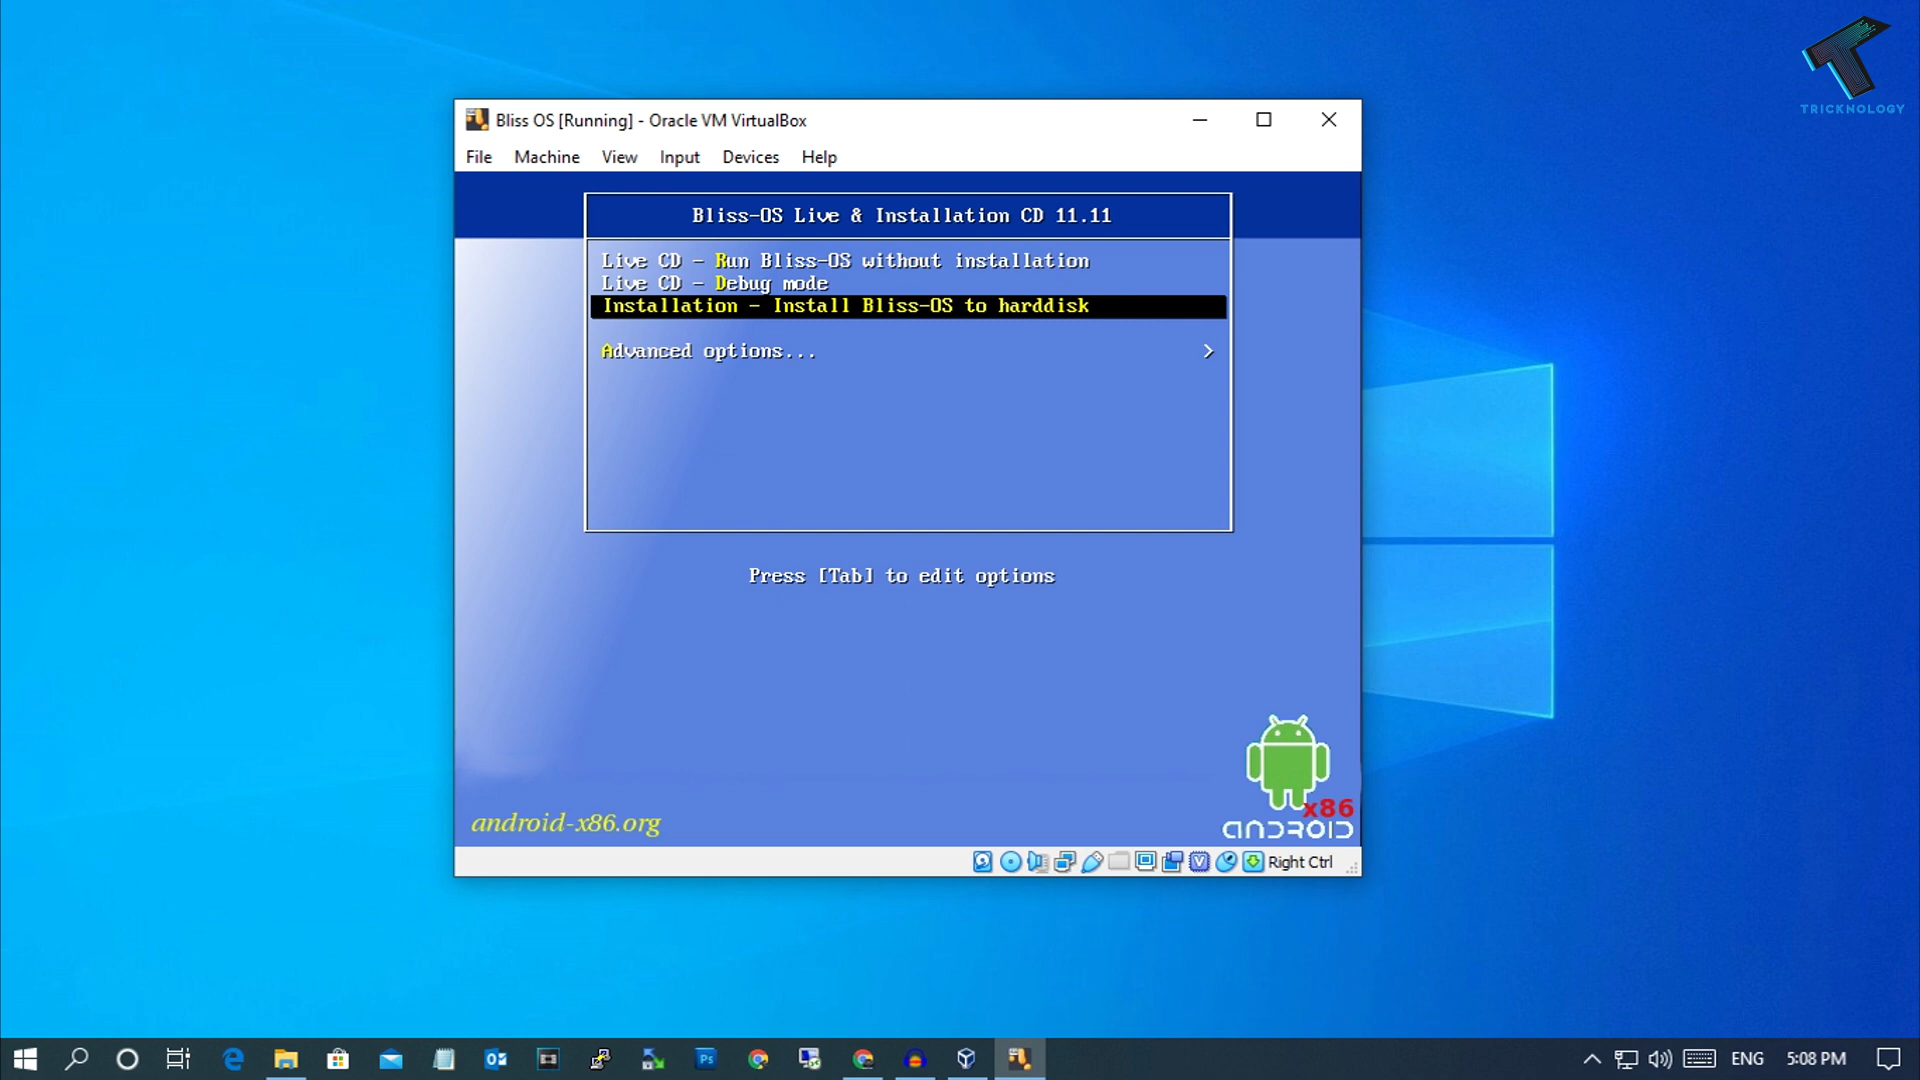 TRICKNOLOGY
Bliss OS [Running] - Oracle VM VirtualBox
File Machine View Input Devices Help
Bliss-OS Live & Installation CD 11.11
Live CD - Run Bliss-OS without installation
Live CD - Debug mode
Installation - Install Bliss-OS to harddisk
Advanced options... >
Press [Tab] to edit options
x86
android-x86.org
ANDROID
V
Right Ctrl
Ps
ENG
5:08 PM